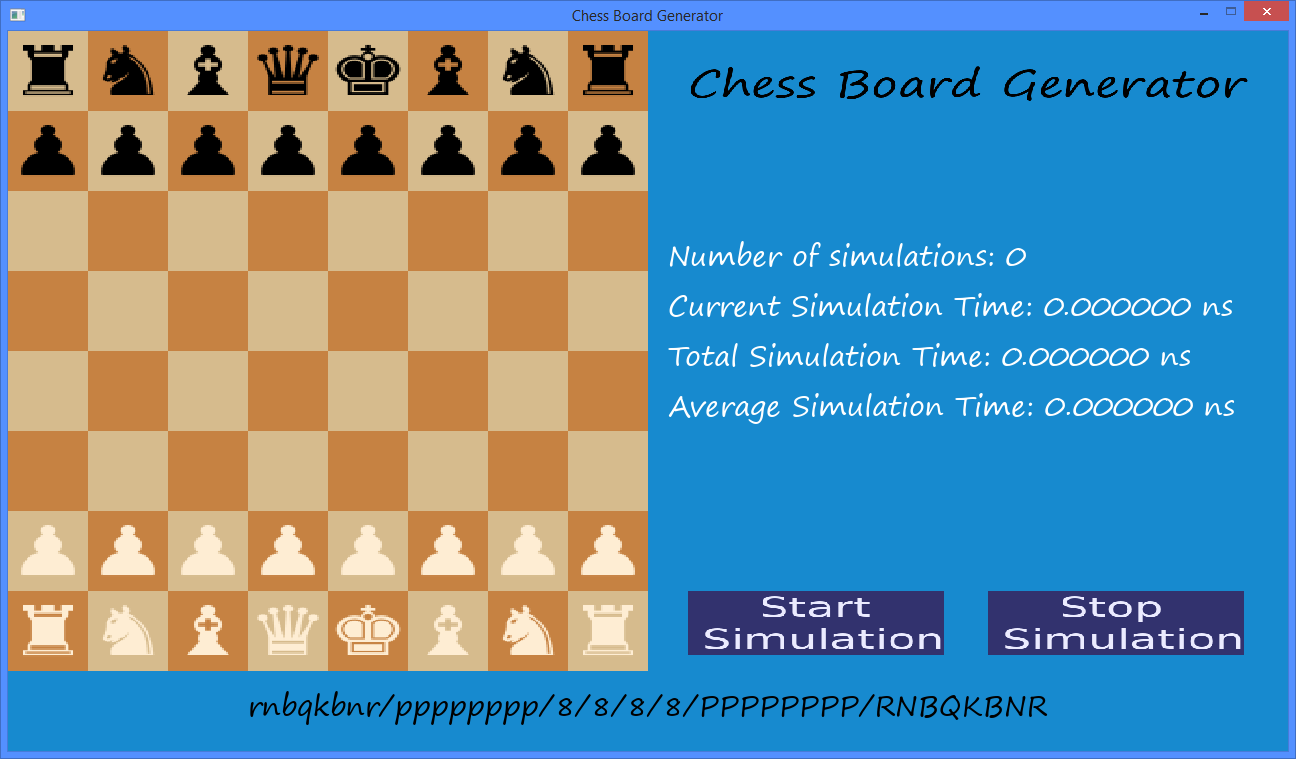 Chess Board Generator
Chess Board Generator
Number of simulations: 0
Current Simulation Time: 0.000000 ns
Total Simulation Time: 0.000000 ns
Average Simulation Time: 0.000000 ns
Start
Simulation
Stop
Simulation
rnbqkbnr/pppppppp/8/8/8/8/PPPPPPPP/RNBQKBNR